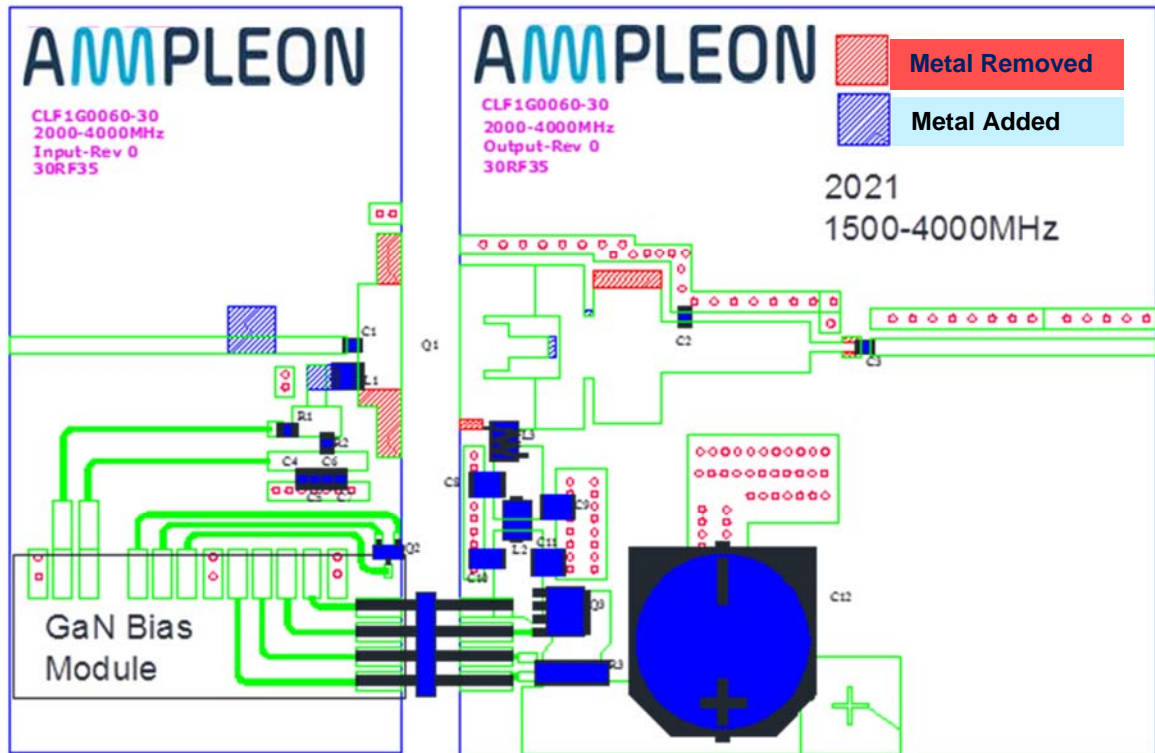 AMPLEON
CLF1G0060-30
2000-4000MHz
Input-Rev 0
30RF35
AMPLEON
CLF1G0060-30
2000-4000MHz
Output-Rev 0
30RF35
Metal Removed
Metal Added
2021
1500-4000MHz
C1
Q1
L1
R1
R2
C4
C6
C5
C7
Q2
GaN Bias
Module
C2
C3
L3
C8
C9
L2
C11
C10
Q3
R3
C12